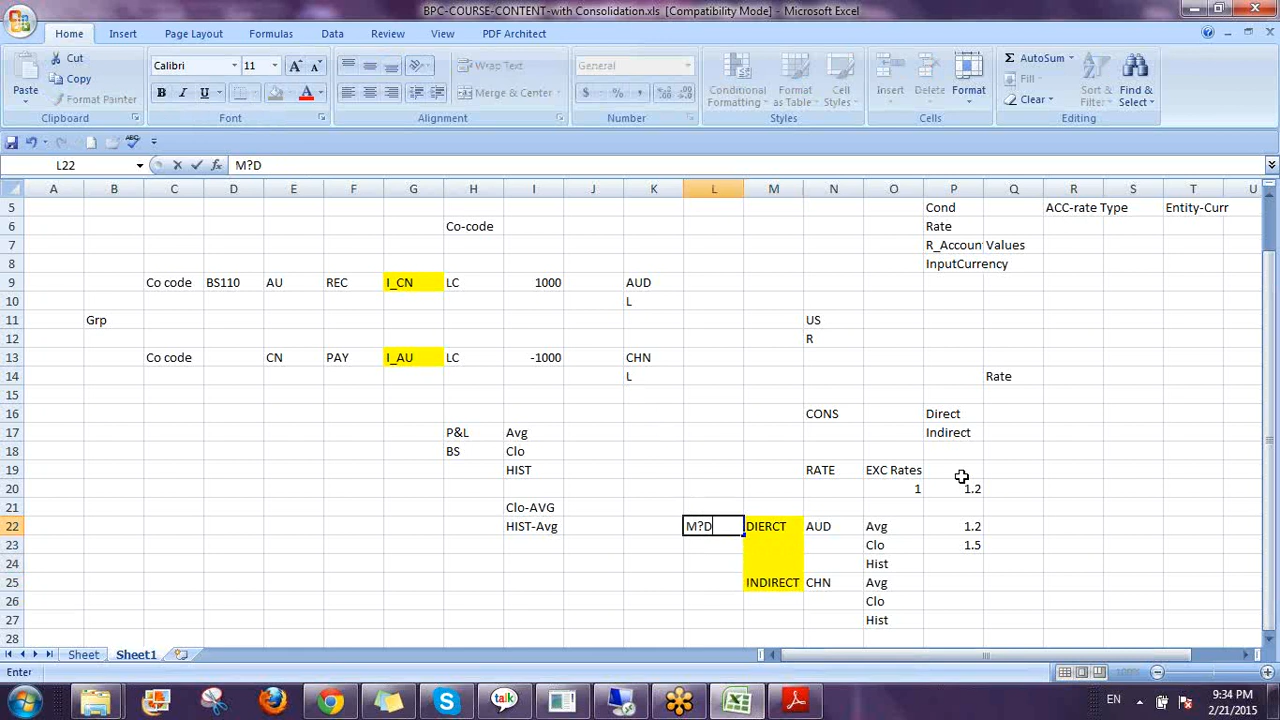 BPC-COURSE-CONTENT-with Consolidation.xls [Compatibility Mode] - Microsoft Excel
Home Insert Page Layout Formulas Data Review View PDF Architect
Paste Cut Copy Format Painter Clipboard
Calibri 11 B I U A Font
Wrap Text Merge & Center Alignment
General $ % , Number
Conditional Formatting Format as Table Cell Styles Styles
Insert Delete Format Cells
AutoSum Fill Clear Sort & Filter Find & Select Editing
L22 fx M?D
A B C D E F G H I J K L M N O P Q R S T U
5 Cond ACC-rate Type Entity-Curr
6 Co-code Rate
7 R_Accoun Values
8 InputCurrency
9 Co code BS110 AU REC I_CN LC 1000 AUD
10 L
11 Grp US
12 R
13 Co code CN PAY I_AU LC -1000 CHN
14 L Rate
15
16 CONS Direct
17 P&L Avg Indirect
18 BS Clo
19 HIST RATE EXC Rates
20 1 1.2
21 Clo-AVG
22 HIST-Avg M?D DIERCT AUD Avg 1.2
23 Clo 1.5
24 Hist
25 INDIRECT CHN Avg
26 Clo
27 Hist
28
Sheet Sheet1
Enter 100%
talk EN 9:34 PM
2/21/2015